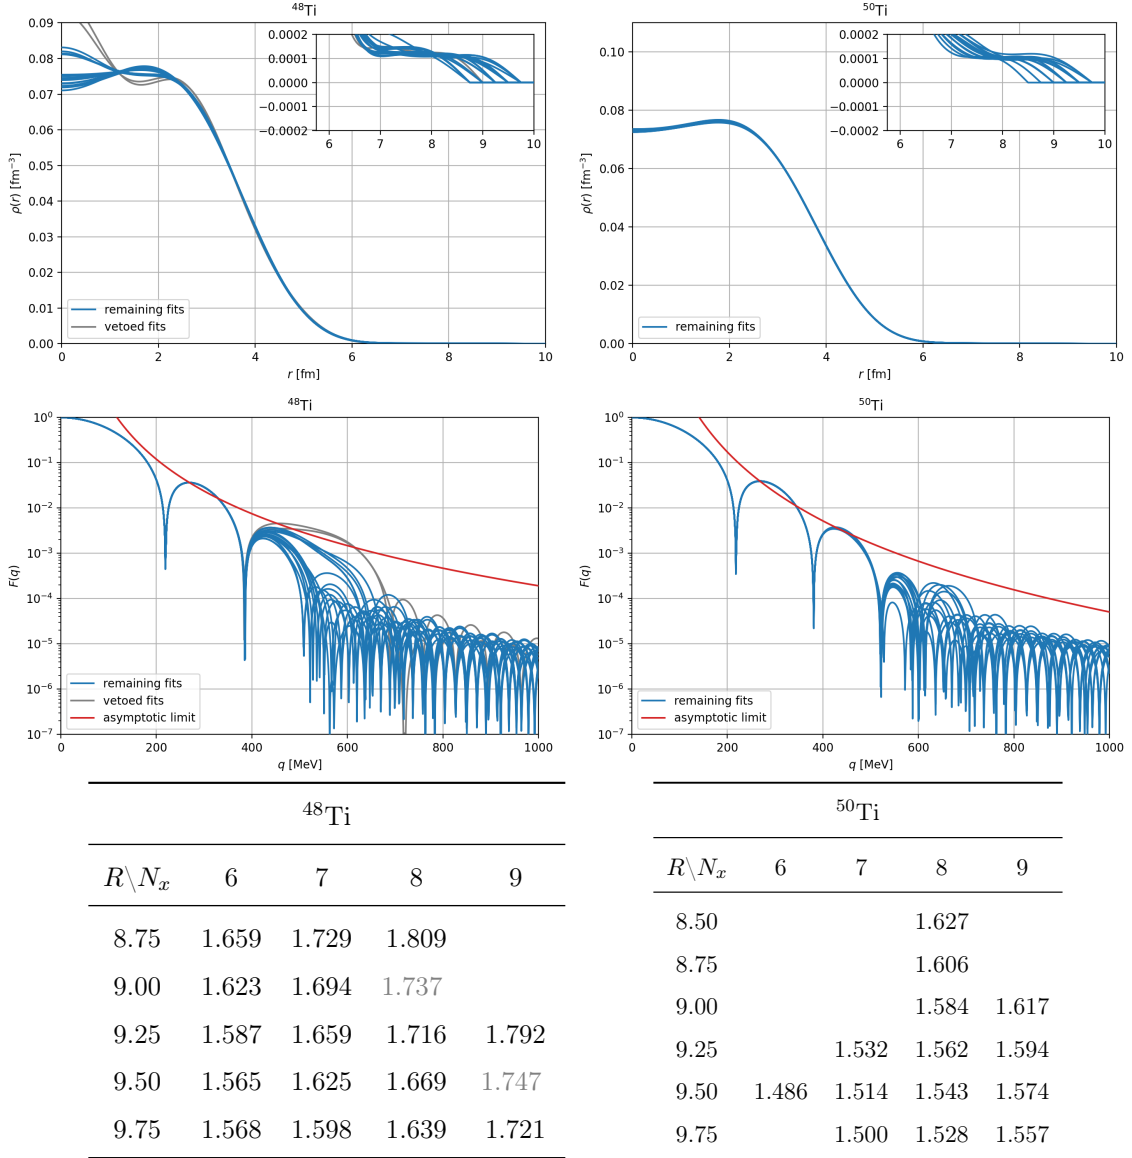 ⁴⁸Ti
0.09
0.08
0.07
0.06
0.05
0.04
0.03
0.02
0.01
0.00
ρ(r) [fm⁻³]
0.0002
0.0001
0.0000
−0.0001
−0.0002
6 7 8 9 10
remaining fits
vetoed fits
0 2 4 6 8 10
r [fm]
⁵⁰Ti
0.10
0.08
0.06
0.04
0.02
0.00
ρ(r) [fm⁻³]
0.0002
0.0001
0.0000
−0.0001
−0.0002
6 7 8 9 10
remaining fits
0 2 4 6 8 10
r [fm]
⁴⁸Ti
10⁰
10⁻¹
10⁻²
10⁻³
10⁻⁴
10⁻⁵
10⁻⁶
10⁻⁷
F(q)
remaining fits
vetoed fits
asymptotic limit
0 200 400 600 800 1000
q [MeV]
⁵⁰Ti
10⁰
10⁻¹
10⁻²
10⁻³
10⁻⁴
10⁻⁵
10⁻⁶
10⁻⁷
F(q)
remaining fits
asymptotic limit
0 200 400 600 800 1000
q [MeV]
⁴⁸Ti
R\Nₓ 6 7 8 9
8.75 1.659 1.729 1.809
9.00 1.623 1.694 1.737
9.25 1.587 1.659 1.716 1.792
9.50 1.565 1.625 1.669 1.747
9.75 1.568 1.598 1.639 1.721
⁵⁰Ti
R\Nₓ 6 7 8 9
8.50 1.627
8.75 1.606
9.00 1.584 1.617
9.25 1.532 1.562 1.594
9.50 1.486 1.514 1.543 1.574
9.75 1.500 1.528 1.557